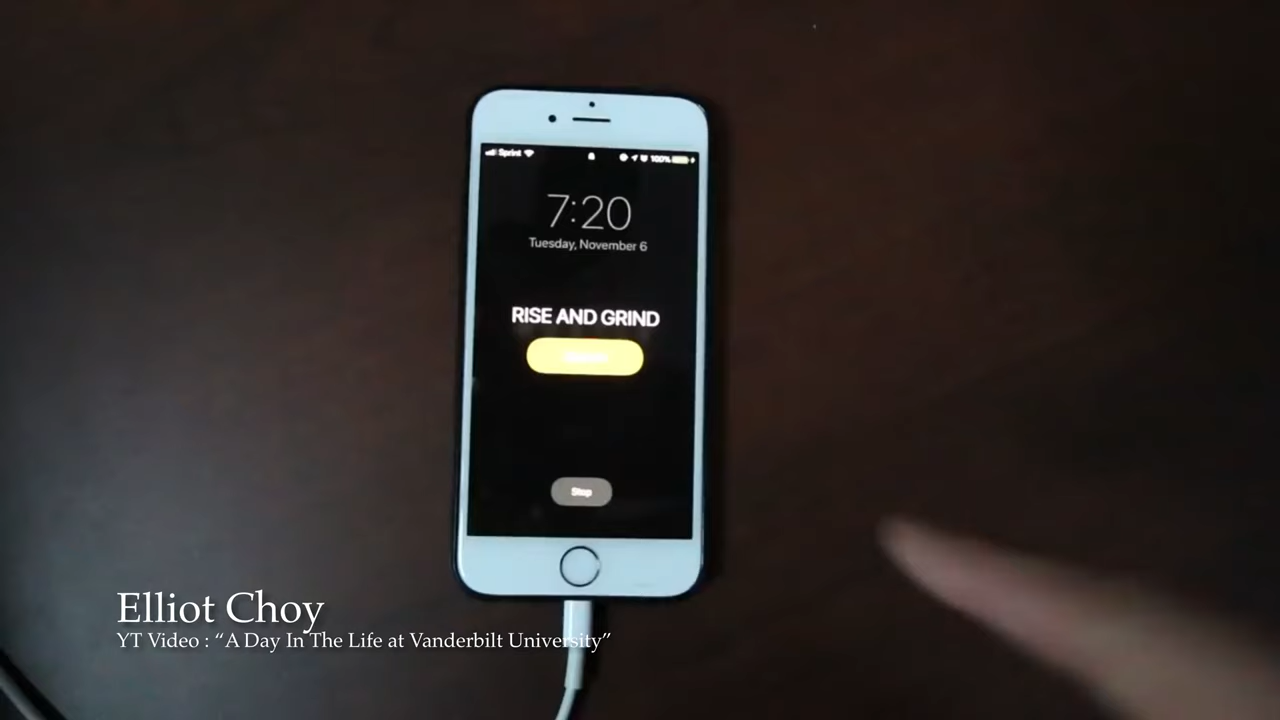 Sprint 100%
7:20
Tuesday, November 6
RISE AND GRIND
Stop
Elliot Choy
YT Video : “A Day In The Life at Vanderbilt University”